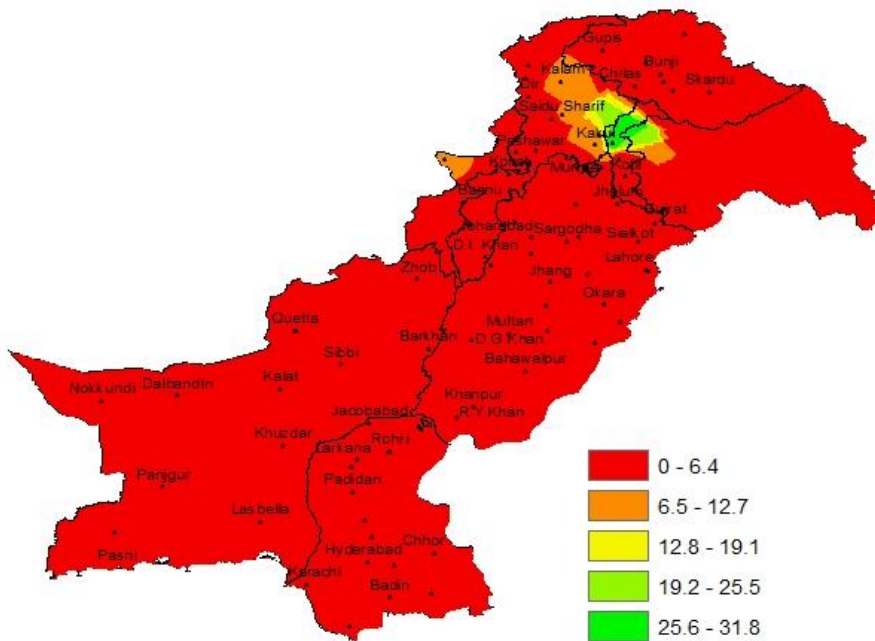 Gupis
Bunji
Kalam
Chilas
Skardu
Dir
Saidu Sharif
Kakul
Peshawar
Kotli
Bannu
Jhelum
Gujrat
Sargodha
Sialkot
D.I. Khan
Lahore
Zhob
Jhang
Okara
Quetta
Multan
Barkhan
D.G.Khan
Sibbi
Bahawalpur
Nokkundi
Dalbandin
Kalat
Khanpur
Jacobabad
R.Y.Khan
Khuzdar
Rohri
Larkana
Panjgur
Padidan
Lasbella
Pasni
Hyderabad
Chhor
Karachi
Badin
0 - 6.4
6.5 - 12.7
12.8 - 19.1
19.2 - 25.5
25.6 - 31.8